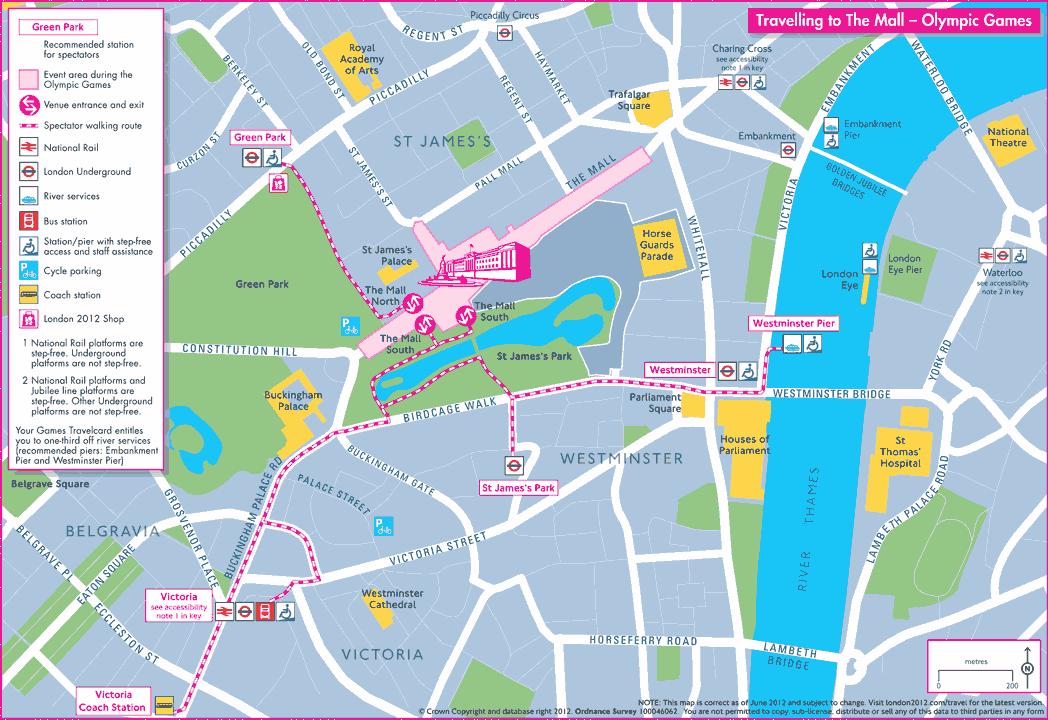 Travelling to The Mall – Olympic Games
Green Park
Recommended station
for spectators
Event area during the
Olympic Games
Venue entrance and exit
Spectator walking route
National Rail
London Underground
River services
Bus station
Station/pier with step-free
access and staff assistance
Cycle parking
Coach station
London 2012 Shop
1 National Rail platforms are
step-free. Underground
platforms are not step-free.
2 National Rail platforms and
Jubilee line platforms are
step-free. Other Underground
platforms are not step-free.
Your Games Travelcard entitles
you to one-third off river services
(recommended piers: Embankment
Pier and Westminster Pier)
Piccadilly Circus
REGENT ST
OLD BOND ST
Royal
Academy
of Arts
BERKELEY ST
PICCADILLY
HAYMARKET
REGENT ST
Charing Cross
see accessibility
note 1 in key
EMBANKMENT
WATERLOO BRIDGE
Trafalgar
Square
National
Theatre
Embankment
Pier
Embankment
Green Park
CURZON ST
ST JAMES'S
ST JAMES'S ST
PALL MALL
THE MALL
GOLDEN JUBILEE
BRIDGES
VICTORIA
PICCADILLY
WHITEHALL
Horse
Guards
Parade
St James's
Palace
London
Eye Pier
London
Eye
Waterloo
see accessibility
note 2 in key
Green Park
The Mall
North
The Mall
South
The Mall
South
Westminster Pier
CONSTITUTION HILL
St James's Park
Westminster
YORK RD
Buckingham
Palace
BIRDCAGE WALK
Parliament
Square
WESTMINSTER BRIDGE
Houses of
Parliament
St
Thomas'
Hospital
BUCKINGHAM GATE
WESTMINSTER
PALACE STREET
St James's Park
Belgrave Square
GROSVENOR PLACE
BUCKINGHAM PALACE RD
RIVER THAMES
LAMBETH PALACE ROAD
BELGRAVIA
BELGRAVE PL
EATON SQUARE
VICTORIA STREET
Victoria
see accessibility
note 1 in key
Westminster
Cathedral
ECCLESTON ST
VICTORIA
HORSEFERRY ROAD
LAMBETH
BRIDGE
Victoria
Coach Station
metres
0 200
N
NOTE: This map is correct as of June 2012 and subject to change. Visit london2012.com/travel for the latest version.
© Crown Copyright and database right 2012. Ordnance Survey 100046062. You are not permitted to copy, sub-license, distribute or sell any of this data to third parties in any form